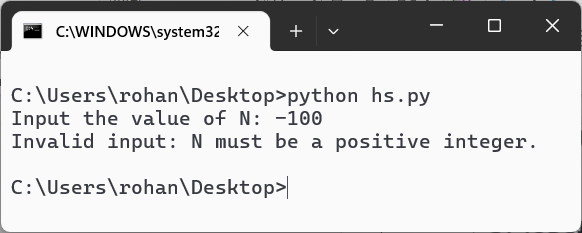 C:\WINDOWS\system32
C:\Users\rohan\Desktop>python hs.py
Input the value of N: -100
Invalid input: N must be a positive integer.
C:\Users\rohan\Desktop>